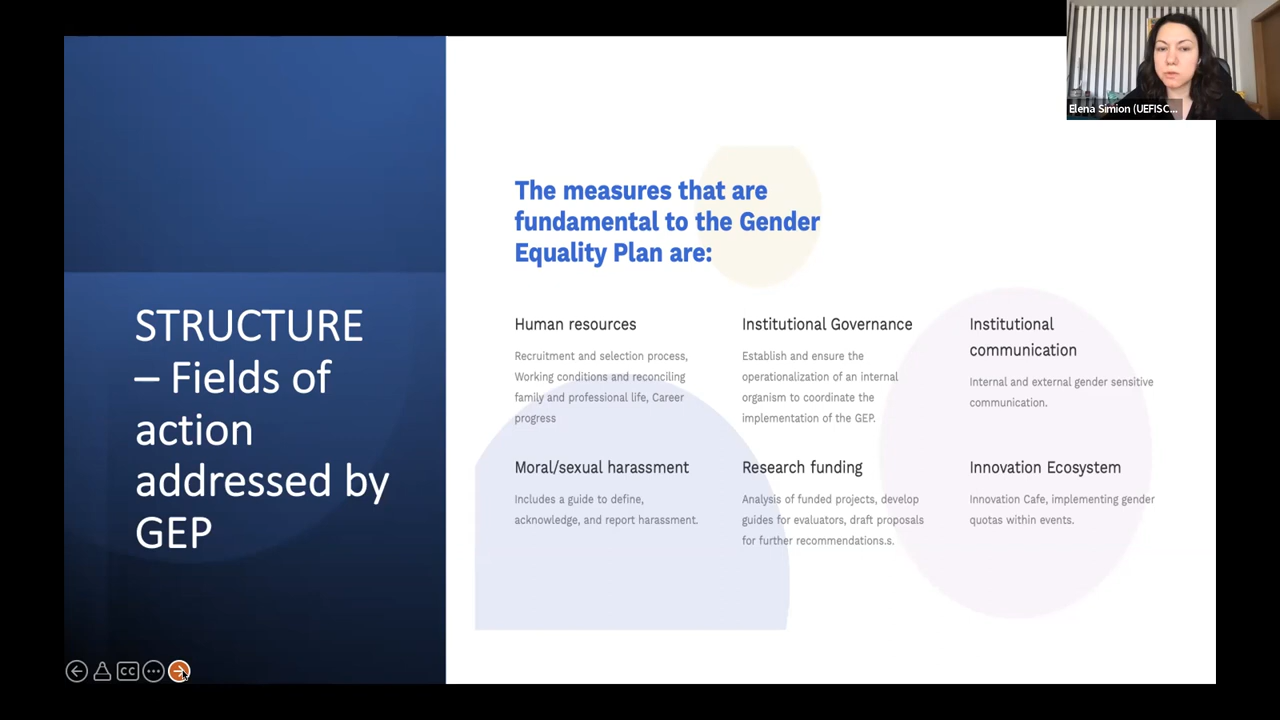 Elena Simion (UEFISC...
The measures that are
fundamental to the Gender
Equality Plan are:
STRUCTURE
– Fields of
action
addressed by
GEP
Human resources
Recruitment and selection process,
Working conditions and reconciling
family and professional life, Career
progress
Institutional Governance
Establish and ensure the
operationalization of an internal
organism to coordinate the
implementation of the GEP.
Institutional
communication
Internal and external gender sensitive
communication.
Moral/sexual harassment
Includes a guide to define,
acknowledge, and report harassment.
Research funding
Analysis of funded projects, develop
guides for evaluators, draft proposals
for further recommendations.s.
Innovation Ecosystem
Innovation Cafe, implementing gender
quotas within events.
CC